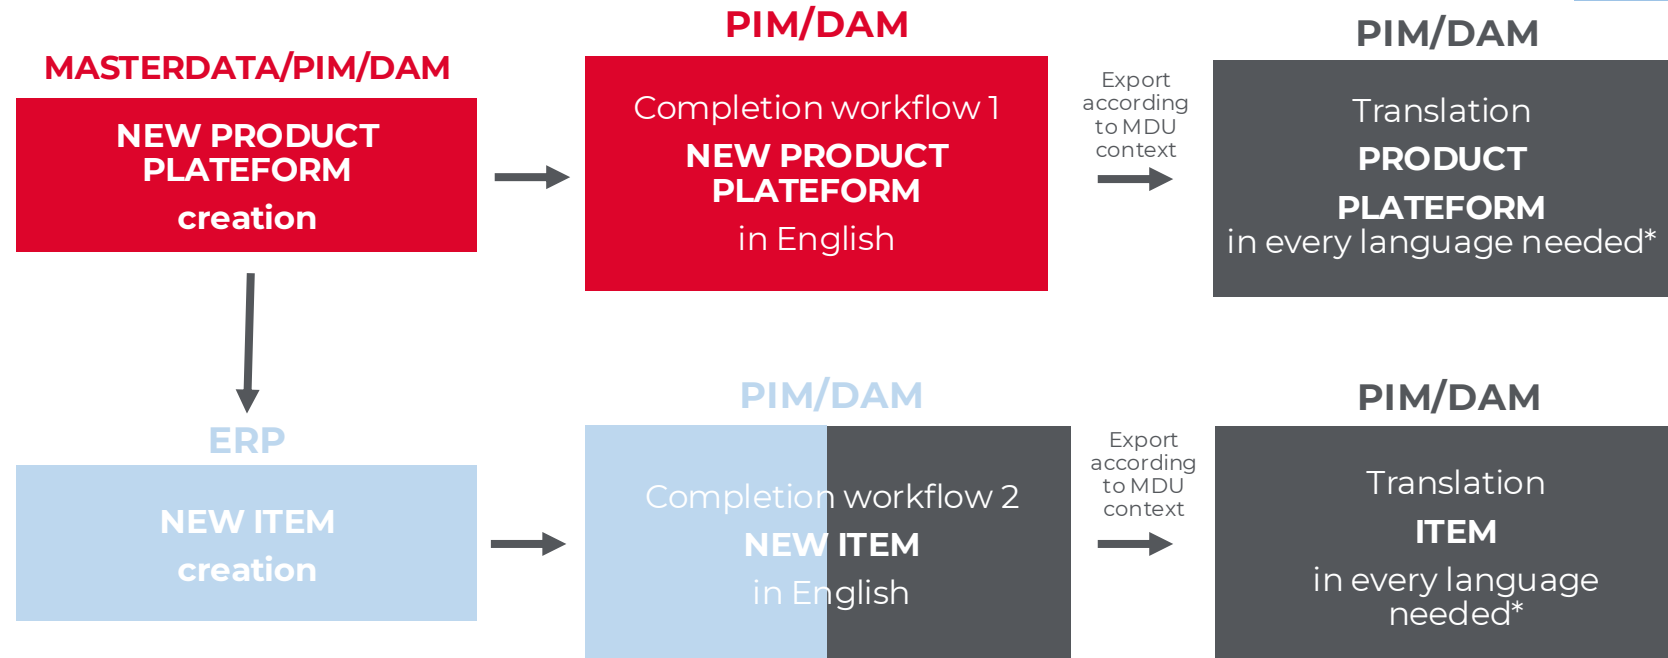 MASTERDATA/PIM/DAM
NEW PRODUCT
PLATEFORM
creation
PIM/DAM
Completion workflow 1
NEW PRODUCT
PLATEFORM
in English
Export
according
to MDU
context
PIM/DAM
Translation
PRODUCT
PLATEFORM
in every language needed*
ERP
NEW ITEM
creation
PIM/DAM
Completion workflow 2
NEW ITEM
in English
Export
according
to MDU
context
PIM/DAM
Translation
ITEM
in every language
needed*